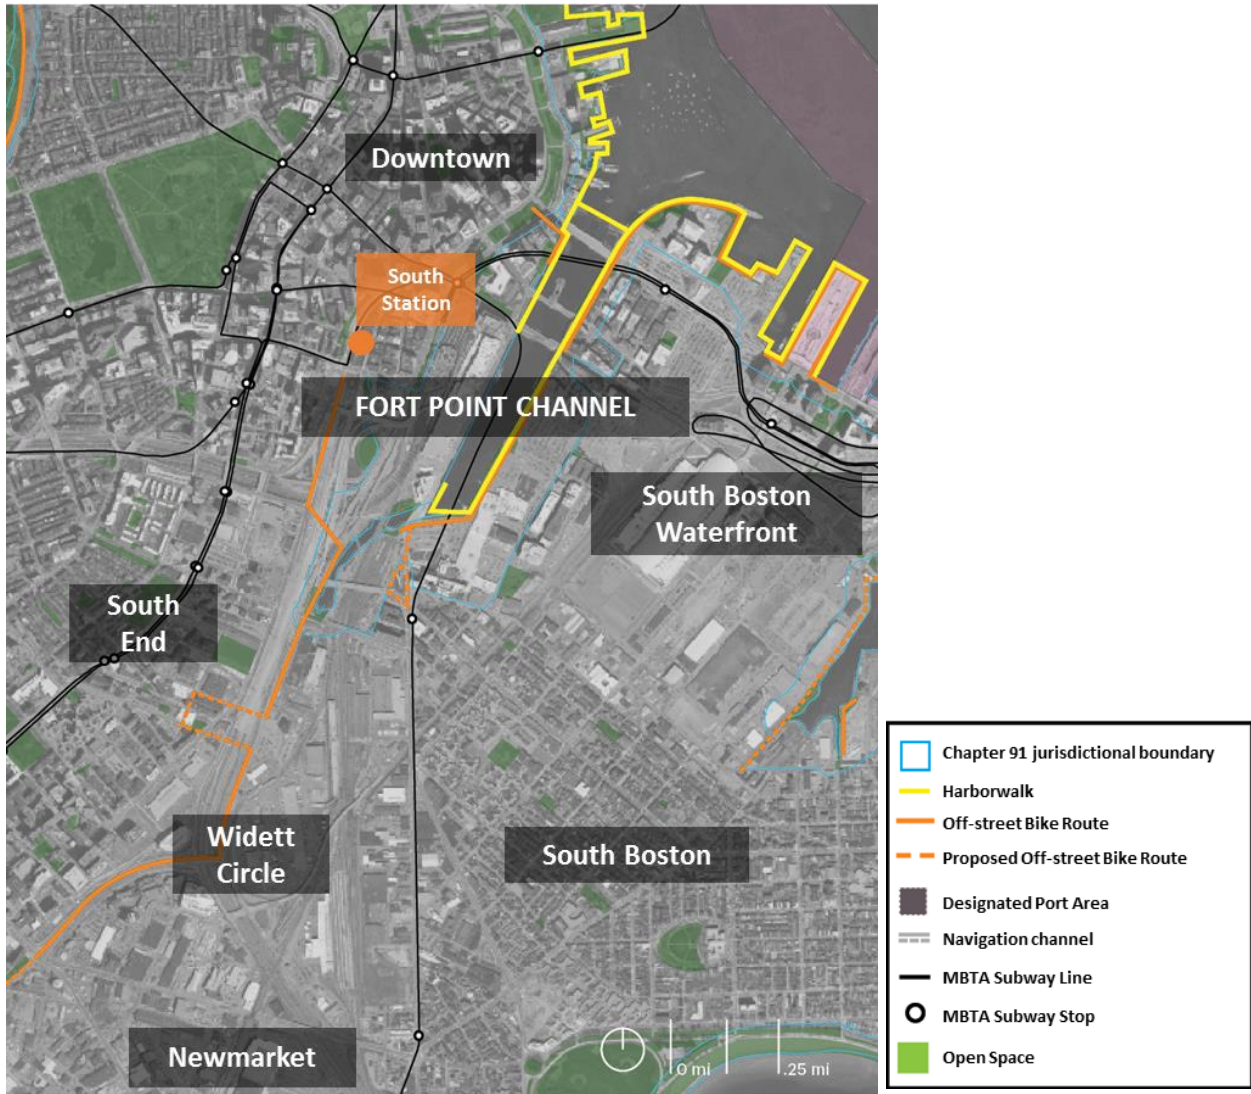 Downtown
South
Station
FORT POINT CHANNEL
South Boston
Waterfront
South
End
Widett
Circle
South Boston
Newmarket
0 mi
.25 mi
Chapter 91 jurisdictional boundary
Harborwalk
Off-street Bike Route
Proposed Off-street Bike Route
Designated Port Area
Navigation channel
MBTA Subway Line
MBTA Subway Stop
Open Space